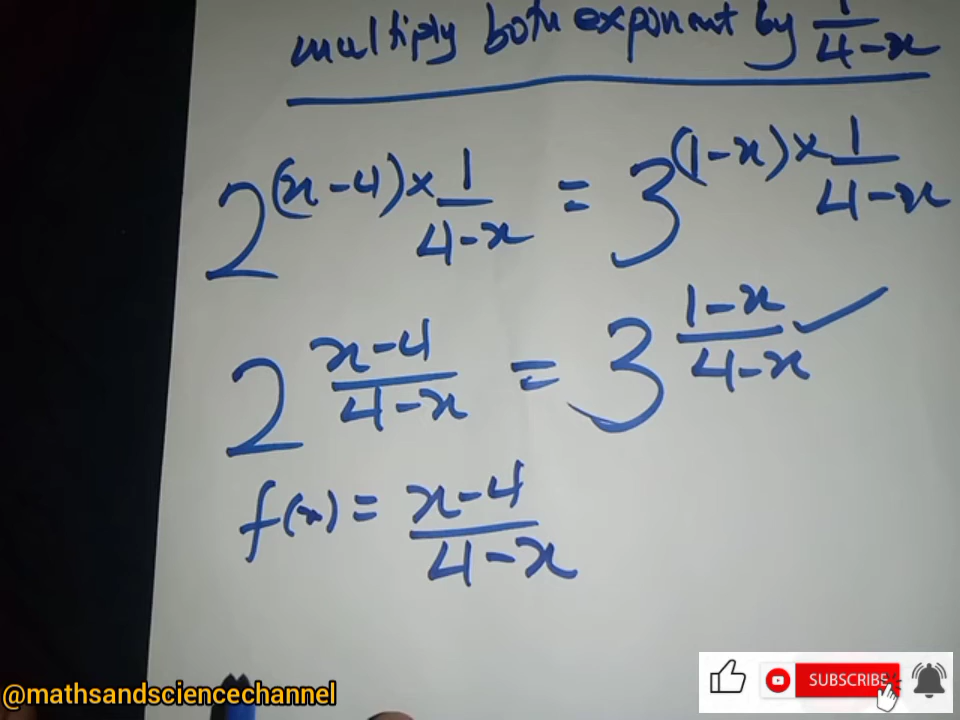 multiply both exponent by 1/4-x
2^(x-4)×1/4-x = 3^(1-x)×1/4-x
2^x-4/4-x = 3^1-x/4-x ✓
f(x) = x-4/4-x
@mathsandsciencechannel
SUBSCRIBE